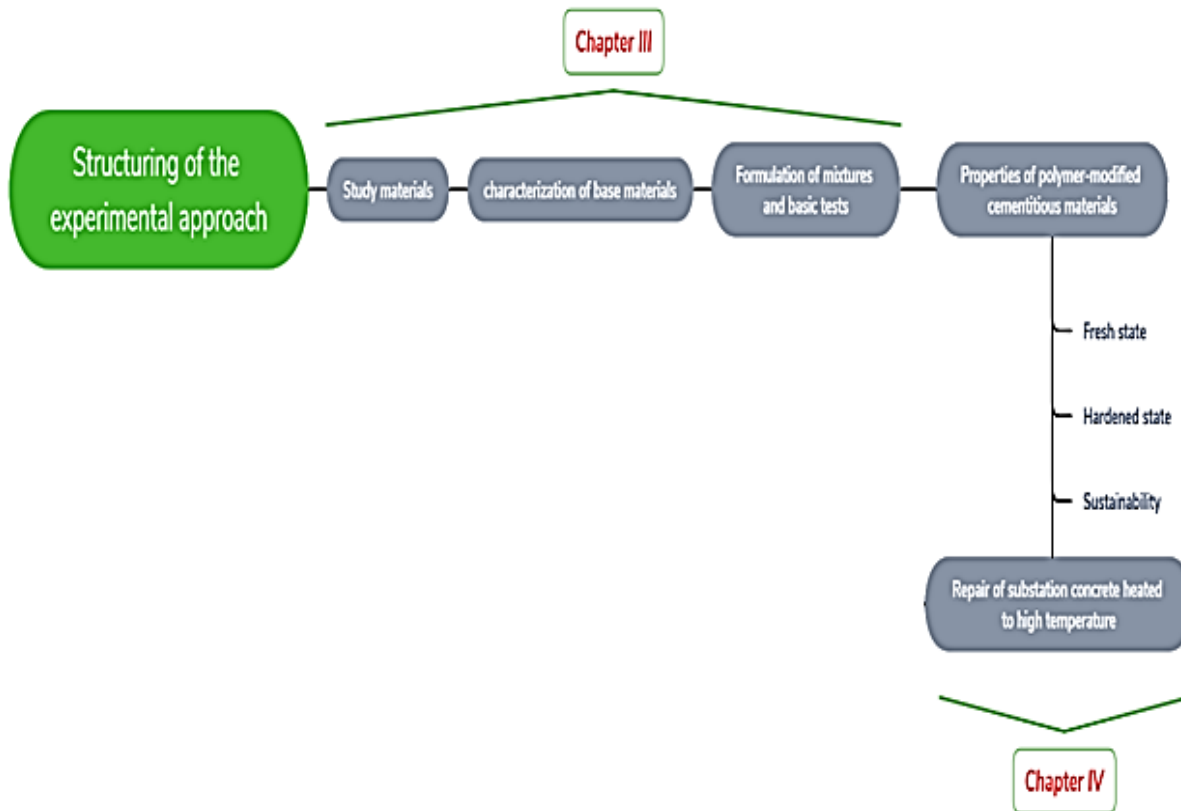 Chapter III
Structuring of the
experimental approach
Study materials
characterization of base materials
Formulation of mixtures
and basic tests
Properties of polymer-modified
cementitious materials
Fresh state
Hardened state
Sustainability
Repair of substation concrete heated
to high temperature
Chapter IV